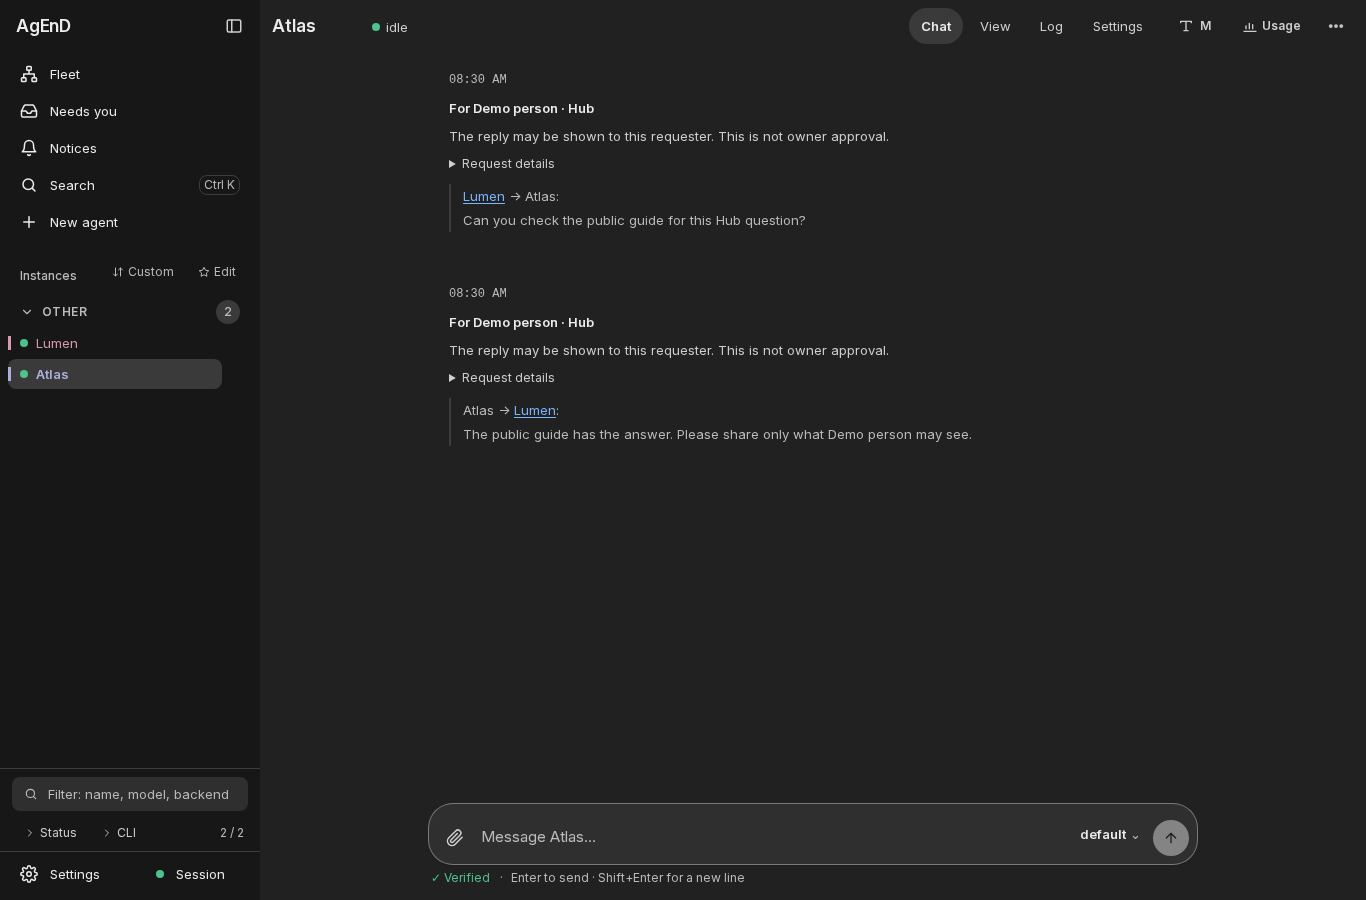 AgEnD
Fleet
Needs you
Notices
Search Ctrl K
New agent
Instances Custom Edit
OTHER 2
Lumen
Atlas
Filter: name, model, backend
Status CLI 2 / 2
Settings Session
Atlas idle Chat View Log Settings M Usage
08:30 AM
For Demo person · Hub
The reply may be shown to this requester. This is not owner approval.
Request details
Lumen → Atlas:
Can you check the public guide for this Hub question?
08:30 AM
For Demo person · Hub
The reply may be shown to this requester. This is not owner approval.
Request details
Atlas → Lumen:
The public guide has the answer. Please share only what Demo person may see.
Message Atlas... default
✓ Verified · Enter to send · Shift+Enter for a new line